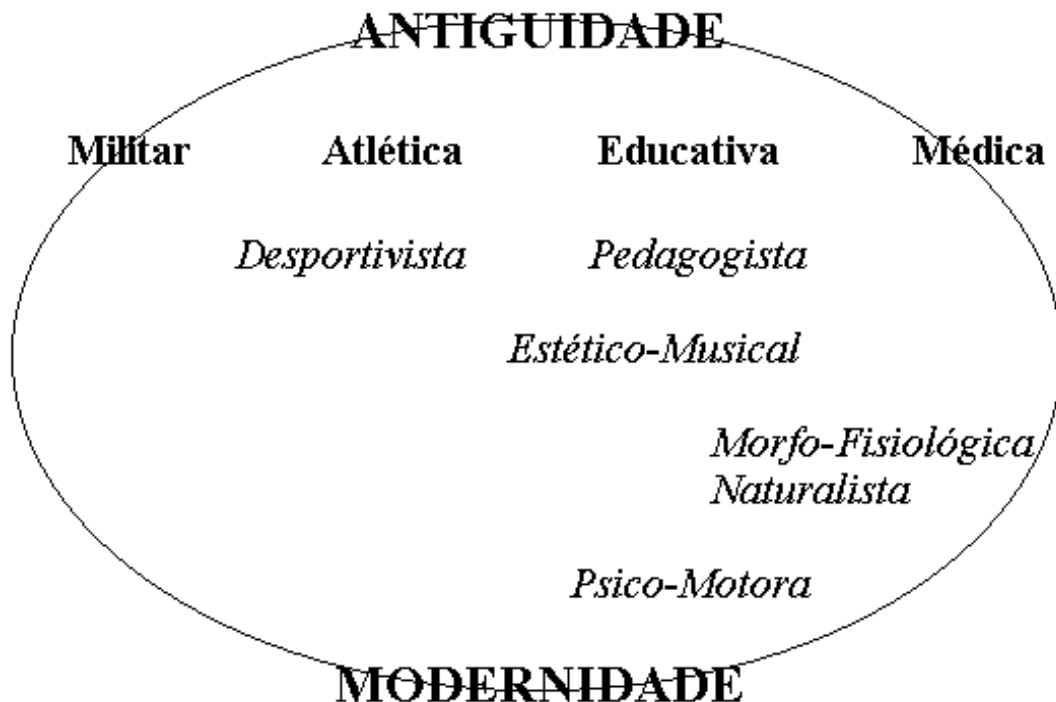 ANTIGUIDADE
Militar Atlética Educativa Médica
Desportivista Pedagogista
Estético-Musical
Morfo-Fisiológica
Naturalista
Psico-Motora
MODERNIDADE